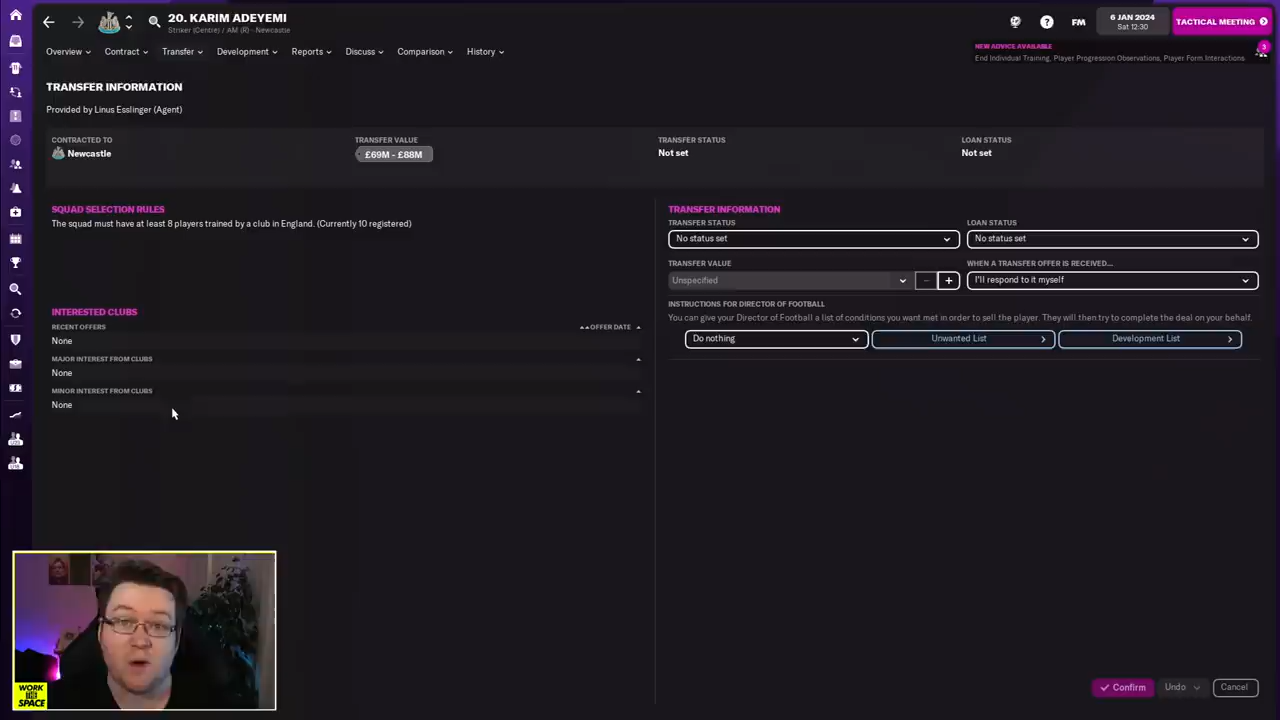 20. KARIM ADEYEMI
Striker (Centre) / AM (R) - Newcastle
FM
6 JAN 2024
Sat 12:30
TACTICAL MEETING
Overview
Contract
Transfer
Development
Reports
Discuss
Comparison
History
NEW ADVICE AVAILABLE
3
End Individual Training, Player Progression Observations, Player Form Interactions
TRANSFER INFORMATION
Provided by Linus Esslinger (Agent)
CONTRACTED TO
TRANSFER VALUE
TRANSFER STATUS
LOAN STATUS
Newcastle
£69M - £88M
Not set
Not set
SQUAD SELECTION RULES
The squad must have at least 8 players trained by a club in England. (Currently 10 registered)
INTERESTED CLUBS
RECENT OFFERS
OFFER DATE
None
MAJOR INTEREST FROM CLUBS
None
MINOR INTEREST FROM CLUBS
None
TRANSFER INFORMATION
TRANSFER STATUS
LOAN STATUS
No status set
No status set
TRANSFER VALUE
WHEN A TRANSFER OFFER IS RECEIVED...
Unspecified
I'll respond to it myself
INSTRUCTIONS FOR DIRECTOR OF FOOTBALL
You can give your Director of Football a list of conditions you want met in order to sell the player. They will then try to complete the deal on your behalf.
Do nothing
Unwanted List
Development List
WORK
THE
SPACE
Confirm
Undo
Cancel